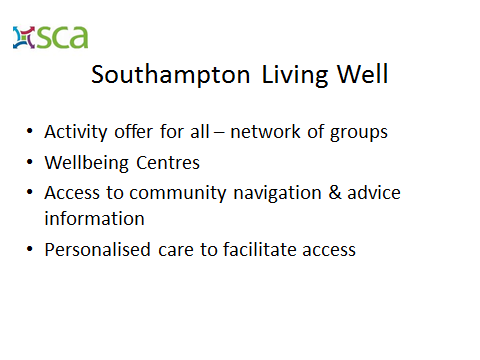 sca
Southampton Living Well
• Activity offer for all – network of groups
• Wellbeing Centres
• Access to community navigation & advice
information
• Personalised care to facilitate access